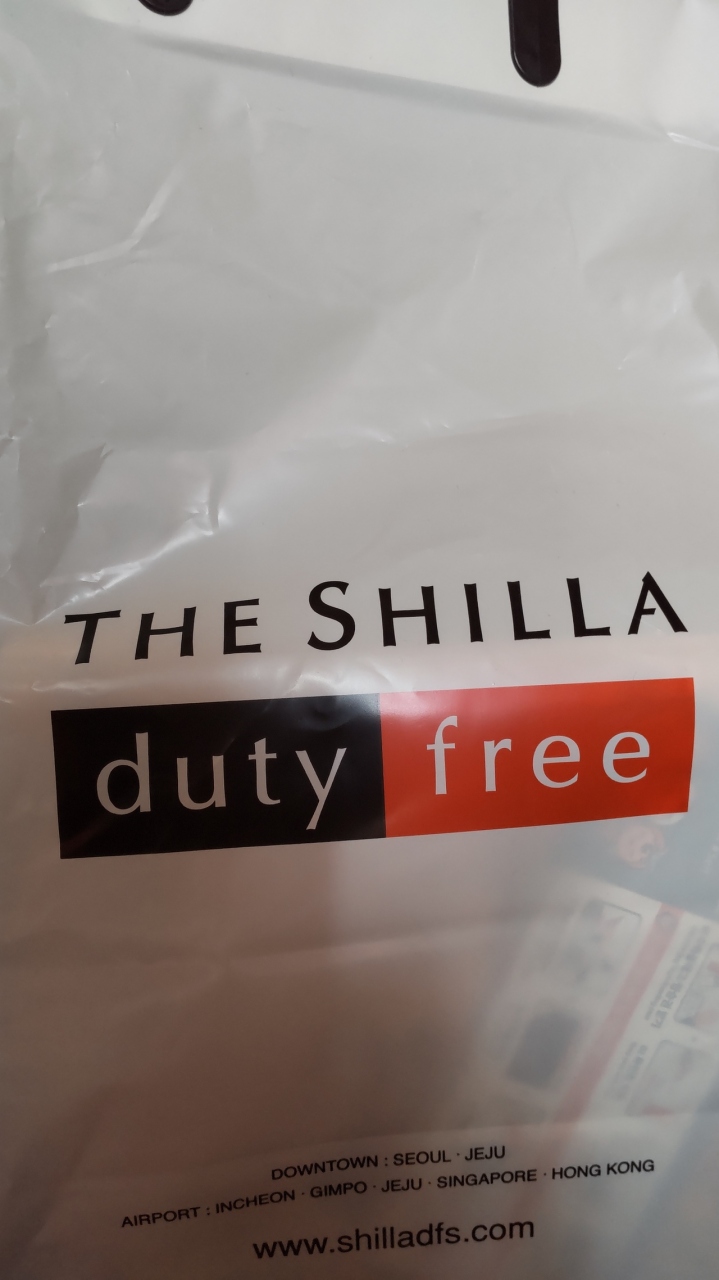 THE SHILLA
duty free
DOWNTOWN : SEOUL · JEJU
AIRPORT : INCHEON · GIMPO · JEJU · SINGAPORE · HONG KONG
www.shilladfs.com